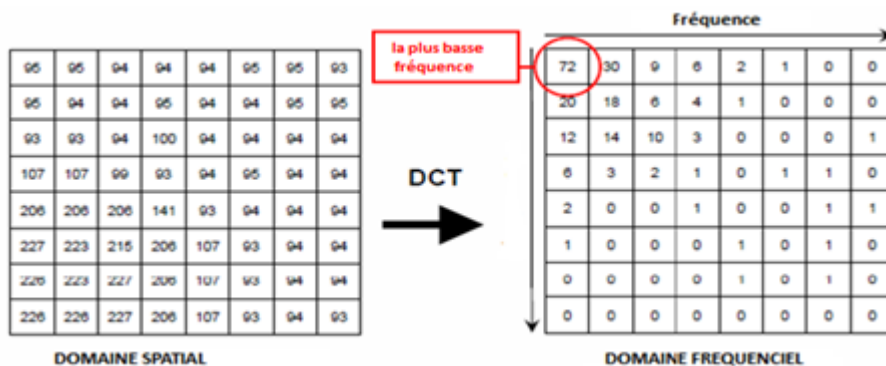 Fréquence
la plus basse
fréquence
95 95 94 94 94 95 95 93
95 94 94 95 94 94 95 95
93 93 94 100 94 94 94 94
107 107 99 93 94 95 94 94
206 206 206 141 93 94 94 94
227 223 215 206 107 93 94 94
226 223 227 206 107 93 94 94
226 226 227 206 107 93 94 93
DCT
72 30 9 6 2 1 0 0
20 18 6 4 1 0 0 0
12 14 10 3 0 0 0 1
6 3 2 1 0 1 1 0
2 0 0 1 0 0 1 1
1 0 0 0 1 0 1 0
0 0 0 0 1 0 1 0
0 0 0 0 0 0 0 0
DOMAINE SPATIAL
DOMAINE FREQUENCIEL